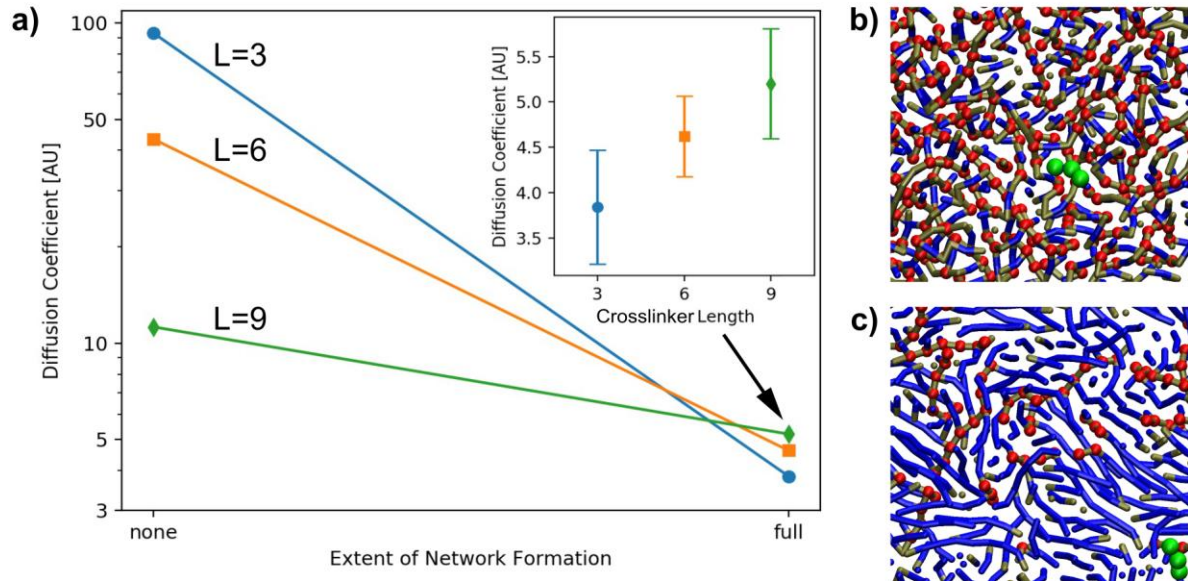 a)
100
50
10
5
3
Diffusion Coefficient [AU]
L=3
L=6
L=9
none
full
Extent of Network Formation
5.5
5.0
4.5
4.0
3.5
Diffusion Coefficient [AU]
3
6
9
Crosslinker Length
b)
c)